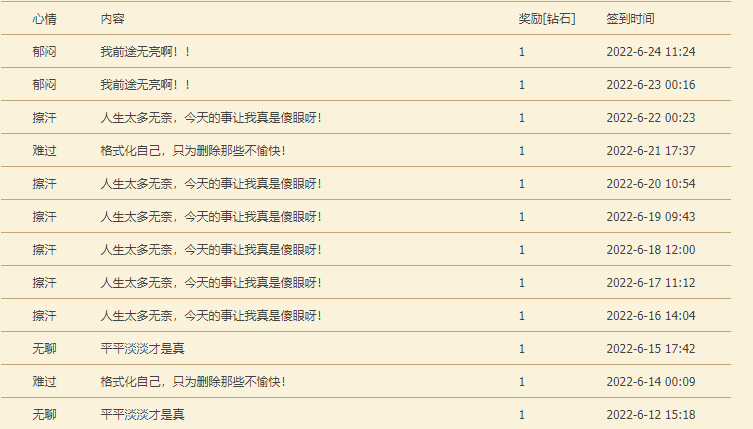 心情 内容 奖励[钻石] 签到时间
郁闷 我前途无亮啊！！ 1 2022-6-24 11:24
郁闷 我前途无亮啊！！ 1 2022-6-23 00:16
擦汗 人生太多无奈，今天的事让我真是傻眼呀！ 1 2022-6-22 00:23
难过 格式化自己，只为删除那些不愉快！ 1 2022-6-21 17:37
擦汗 人生太多无奈，今天的事让我真是傻眼呀！ 1 2022-6-20 10:54
擦汗 人生太多无奈，今天的事让我真是傻眼呀！ 1 2022-6-19 09:43
擦汗 人生太多无奈，今天的事让我真是傻眼呀！ 1 2022-6-18 12:00
擦汗 人生太多无奈，今天的事让我真是傻眼呀！ 1 2022-6-17 11:12
擦汗 人生太多无奈，今天的事让我真是傻眼呀！ 1 2022-6-16 14:04
无聊 平平淡淡才是真 1 2022-6-15 17:42
难过 格式化自己，只为删除那些不愉快！ 1 2022-6-14 00:09
无聊 平平淡淡才是真 1 2022-6-12 15:18